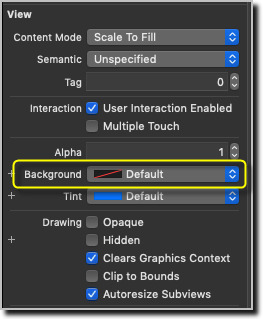 View
Content Mode Scale To Fill
Semantic Unspecified
Tag 0
Interaction User Interaction Enabled
Multiple Touch
Alpha 1
+ Background Default
+ Tint Default
Drawing Opaque
+ Hidden
Clears Graphics Context
Clip to Bounds
Autoresize Subviews